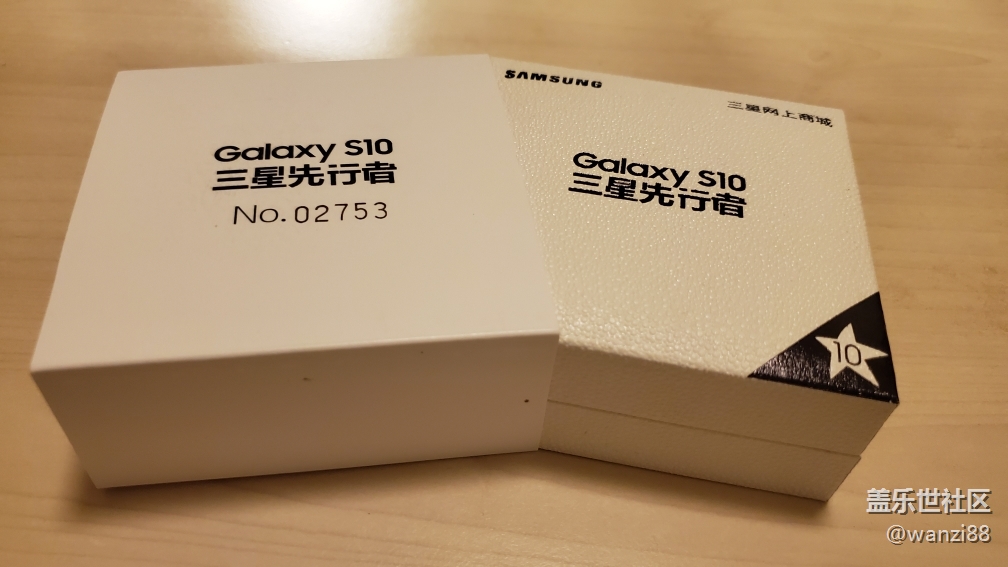 Galaxy S10
三星先行者
No. 02753
SAMSUNG
三星网上商城
Galaxy S10
三星先行者
10
盖乐世社区
@wanzi88